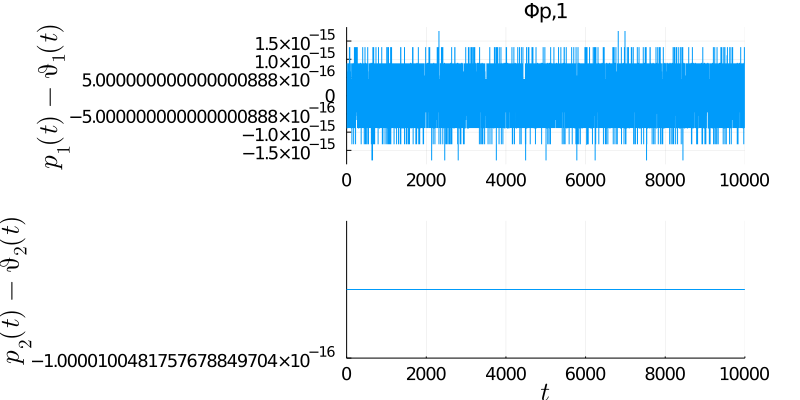 Φp,1
p₁(t) − ϑ₁(t)
1.5×10⁻¹⁵
1.0×10⁻¹⁵
5.0000000000000000888×10⁻¹⁶
0
−5.0000000000000000888×10⁻¹⁶
−1.0×10⁻¹⁵
−1.5×10⁻¹⁵
0 2000 4000 6000 8000 10000
p₂(t) − ϑ₂(t)
−1.0000100481757678849704×10⁻¹⁶
0 2000 4000 6000 8000 10000
t